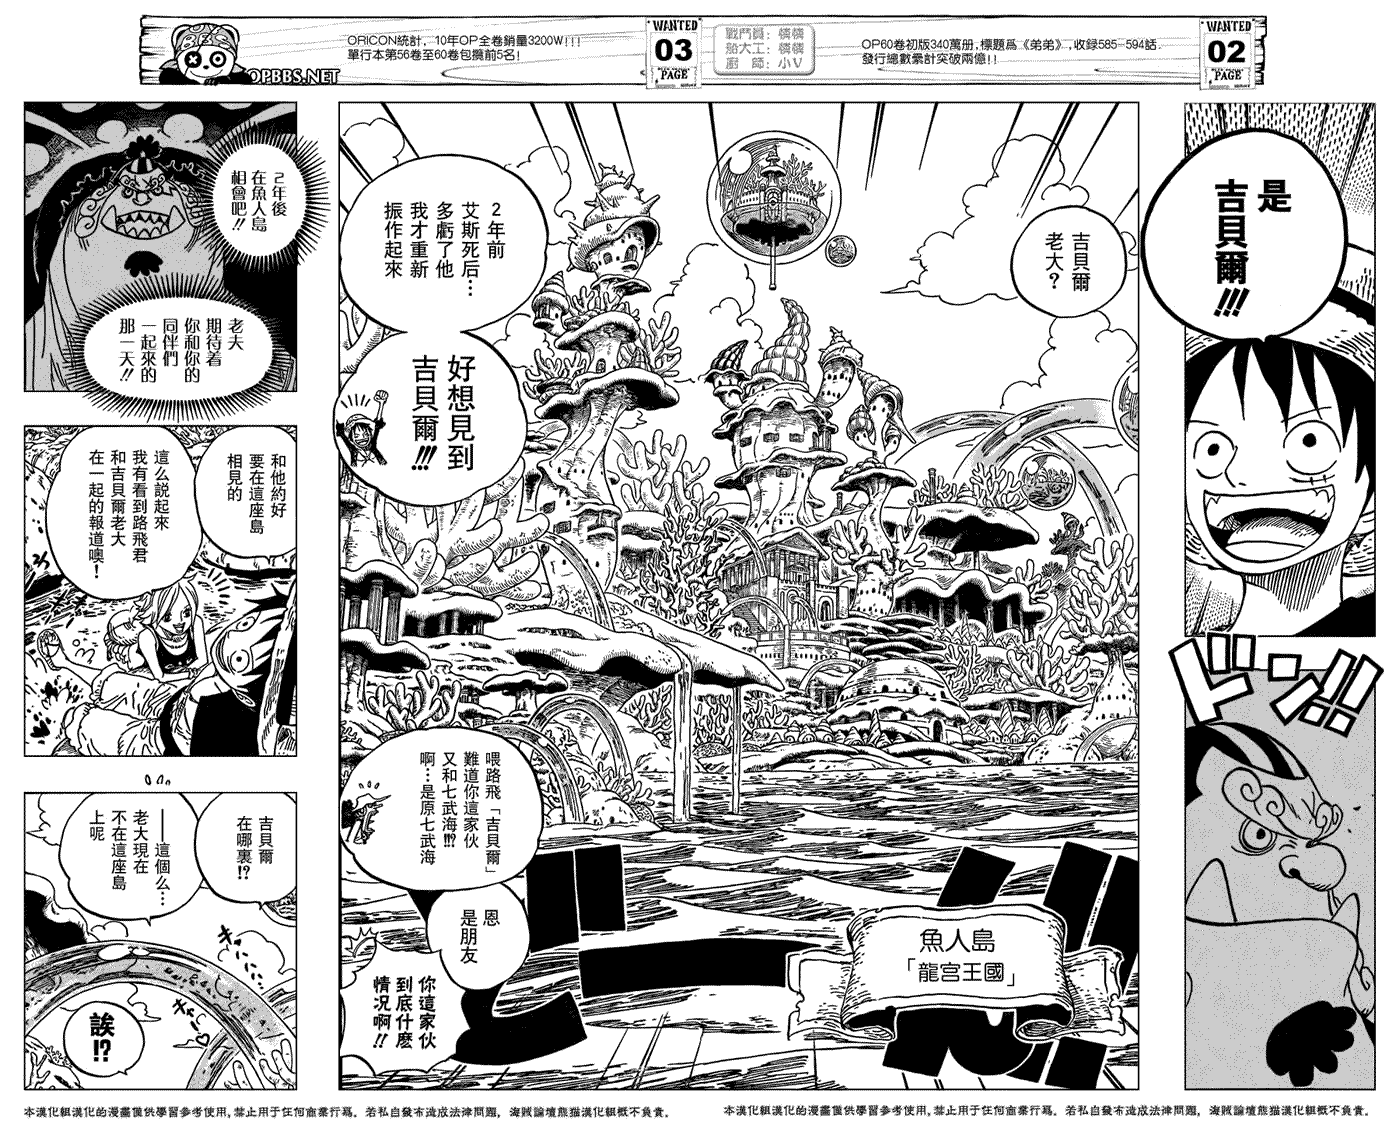 OP60卷初版340萬册，標題爲《弟弟》，收録585-594話.
發行總數累計突破兩億!!
WANTED
02
PAGE
戰鬥員：情情
船大工：情情
廚　師：小V
WANTED
03
PAGE
ORICON統計，10年OP全卷銷量3200W!!!
單行本第56卷至60卷包攬前5名!
OPBBS.NET
是
吉貝爾!!!
ドン!!
吉貝爾
老大?
2年前
艾斯死后…
多虧了他
我才重新
振作起來
好想見到
吉貝爾!!!
喂路飛「吉貝爾」
難道你這家伙
又和七武海!!?
啊…是原七武海
恩
是朋友
你這家伙
到底什麽
情况啊!!
魚人島
「龍宫王國」
2年後
在魚人島
相會吧!!
老夫
期待着
你和你的
同伴們
一起來的
那一天!!
和他約好
要在這座島
相見的
這么説起來
我有看到路飛君
和吉貝爾老大
在一起的報道噢!
吉貝爾
在哪裏!?
——這個么…
老大現在
不在這座島
上呢
キャー
キャー♡
誒!?
本漢化組漢化的漫畫僅供學習參考使用，禁止用于任何商業行爲。若私自發布造成法律問題，海賊論壇熊猫漢化組概不負責。
本漢化組漢化的漫畫僅供學習參考使用，禁止用于任何商業行爲。若私自發布造成法律問題，海賊論壇熊猫漢化組概不負責。